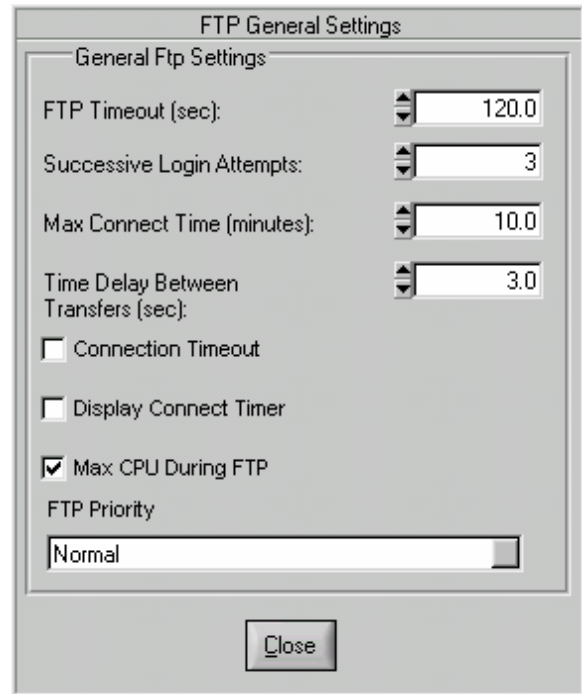 FTP General Settings
General Ftp Settings
FTP Timeout (sec): 120.0
Successive Login Attempts: 3
Max Connect Time (minutes): 10.0
Time Delay Between 3.0
Transfers (sec):
Connection Timeout
Display Connect Timer
Max CPU During FTP
FTP Priority
Normal
Close